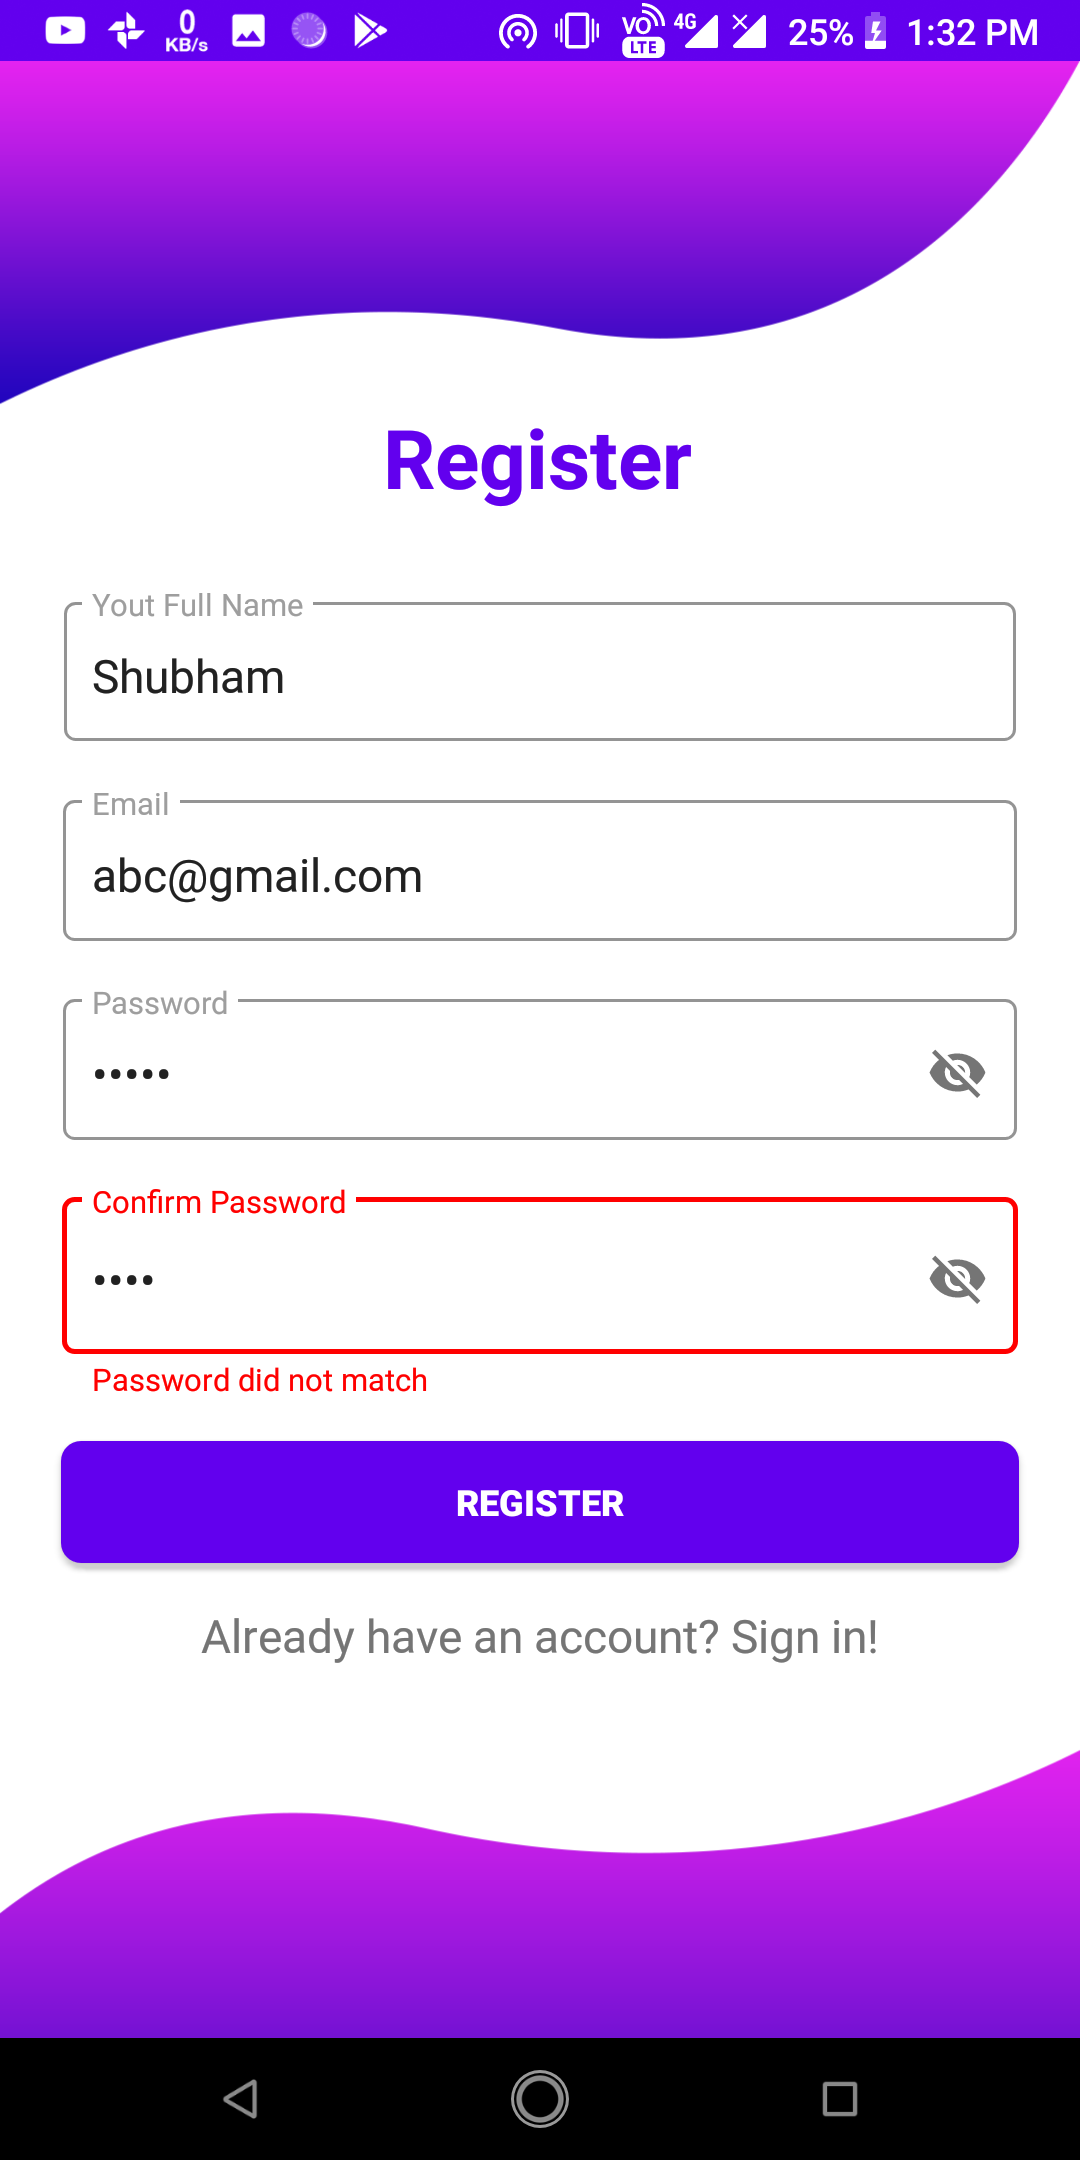 0 KB/s VO LTE 4G 25% 1:32 PM
Register
Yout Full Name
Shubham
Email
abc@gmail.com
Password
•••••
Confirm Password
••••
Password did not match
REGISTER
Already have an account? Sign in!